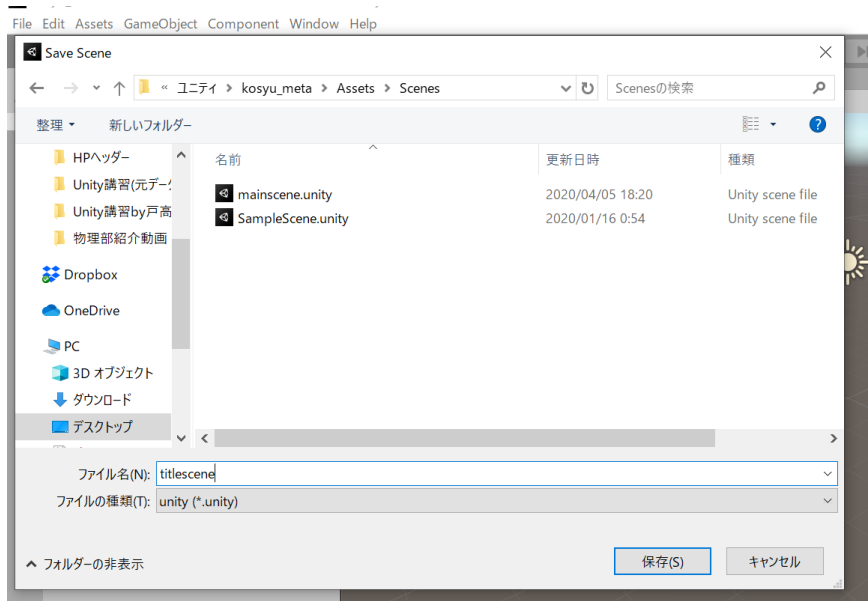 File Edit Assets GameObject Component Window Help
Save Scene
« ユニティ > kosyu_meta > Assets > Scenes
Scenesの検索
整理 新しいフォルダー
名前 更新日時 種類
HPヘッダー
Unity講習(元データ
Unity講習by戸高
物理部紹介動画
mainscene.unity 2020/04/05 18:20 Unity scene file
SampleScene.unity 2020/01/16 0:54 Unity scene file
Dropbox
OneDrive
PC
3D オブジェクト
ダウンロード
デスクトップ
ファイル名(N): titlescene
ファイルの種類(T): unity (*.unity)
フォルダーの非表示
保存(S) キャンセル